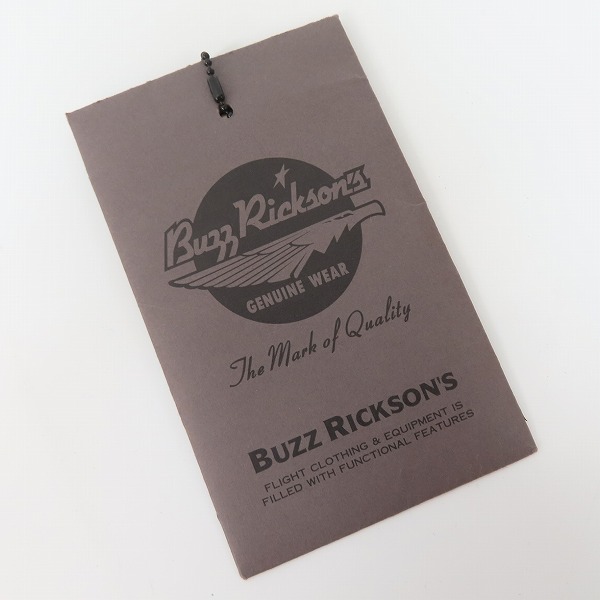 Buzz Rickson's
GENUINE WEAR
The Mark of Quality
BUZZ RICKSON'S
FLIGHT CLOTHING & EQUIPMENT IS
FILLED WITH FUNCTIONAL FEATURES